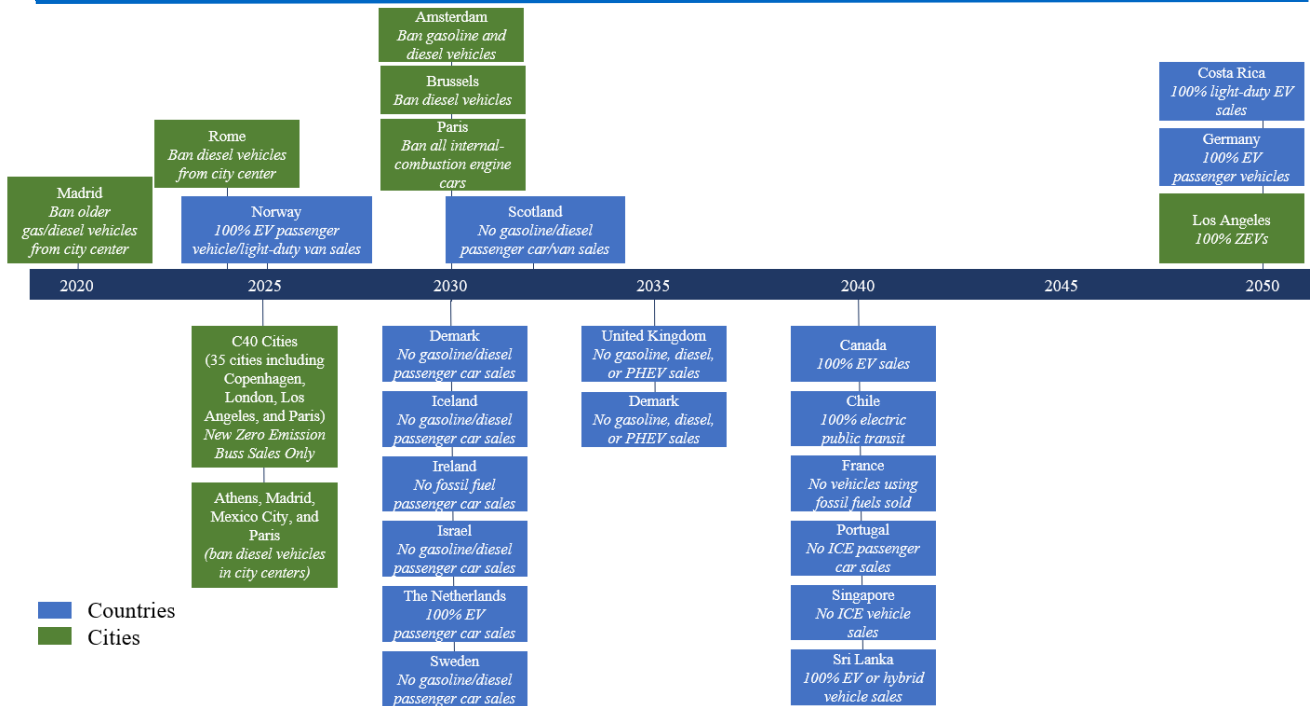 Amsterdam
Ban gasoline and
diesel vehicles
Brussels
Ban diesel vehicles
Paris
Ban all internal-
combustion engine
cars
Costa Rica
100% light-duty EV
sales
Germany
100% EV
passenger vehicles
Los Angeles
100% ZEVs
Rome
Ban diesel vehicles
from city center
Madrid
Ban older
gas/diesel vehicles
from city center
Norway
100% EV passenger
vehicle/light-duty van sales
Scotland
No gasoline/diesel
passenger car/van sales
2020
2025
2030
2035
2040
2045
2050
C40 Cities
(35 cities including
Copenhagen,
London, Los
Angeles, and Paris)
New Zero Emission
Buss Sales Only
Athens, Madrid,
Mexico City, and
Paris
(ban diesel vehicles
in city centers)
Demark
No gasoline/diesel
passenger car sales
Iceland
No gasoline/diesel
passenger car sales
Ireland
No fossil fuel
passenger car sales
Israel
No gasoline/diesel
passenger car sales
The Netherlands
100% EV
passenger car sales
Sweden
No gasoline/diesel
passenger car sales
United Kingdom
No gasoline, diesel,
or PHEV sales
Demark
No gasoline, diesel,
or PHEV sales
Canada
100% EV sales
Chile
100% electric
public transit
France
No vehicles using
fossil fuels sold
Portugal
No ICE passenger
car sales
Singapore
No ICE vehicle
sales
Sri Lanka
100% EV or hybrid
vehicle sales
Countries
Cities